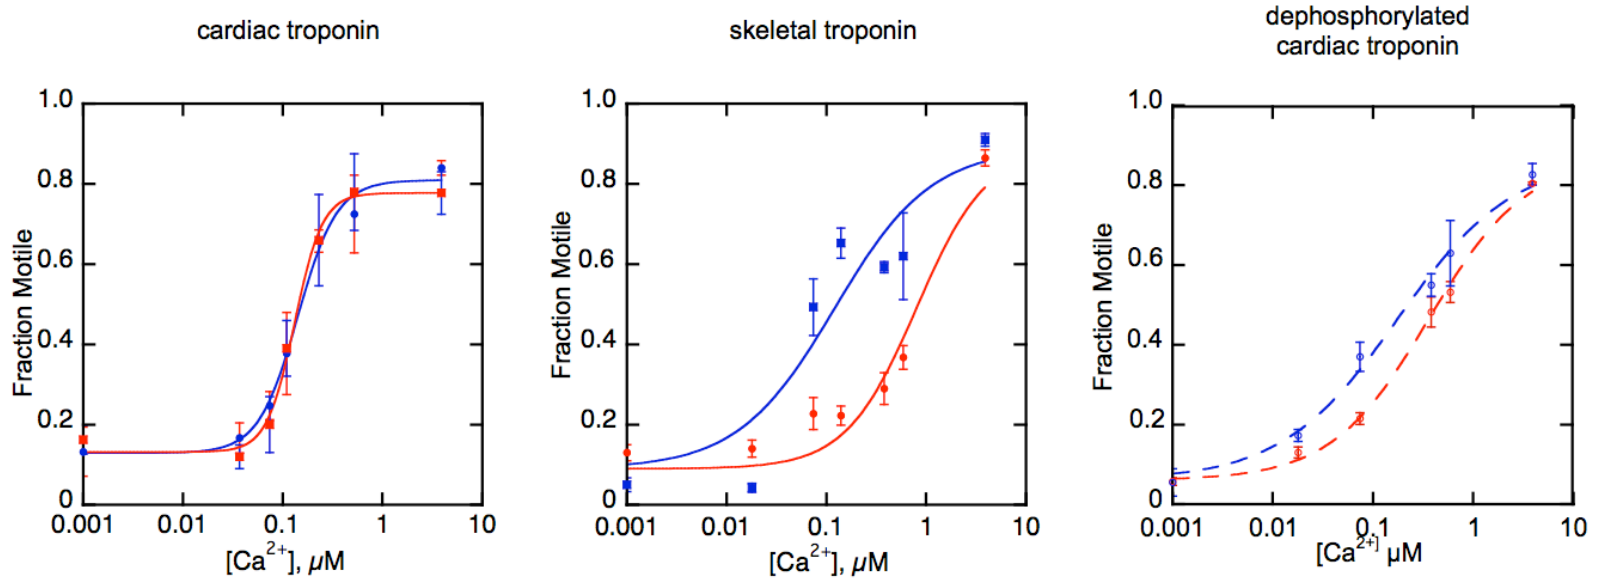 cardiac troponin
1.0
0.8
0.6
0.4
0.2
0
0.001 0.01 0.1 1 10
Fraction Motile
[Ca²⁺], µM
skeletal troponin
1.0
0.8
0.6
0.4
0.2
0
0.001 0.01 0.1 1 10
Fraction Motile
[Ca²⁺], µM
dephosphorylated
cardiac troponin
1.0
0.8
0.6
0.4
0.2
0
0.001 0.01 0.1 1 10
Fraction Motile
[Ca²⁺] µM